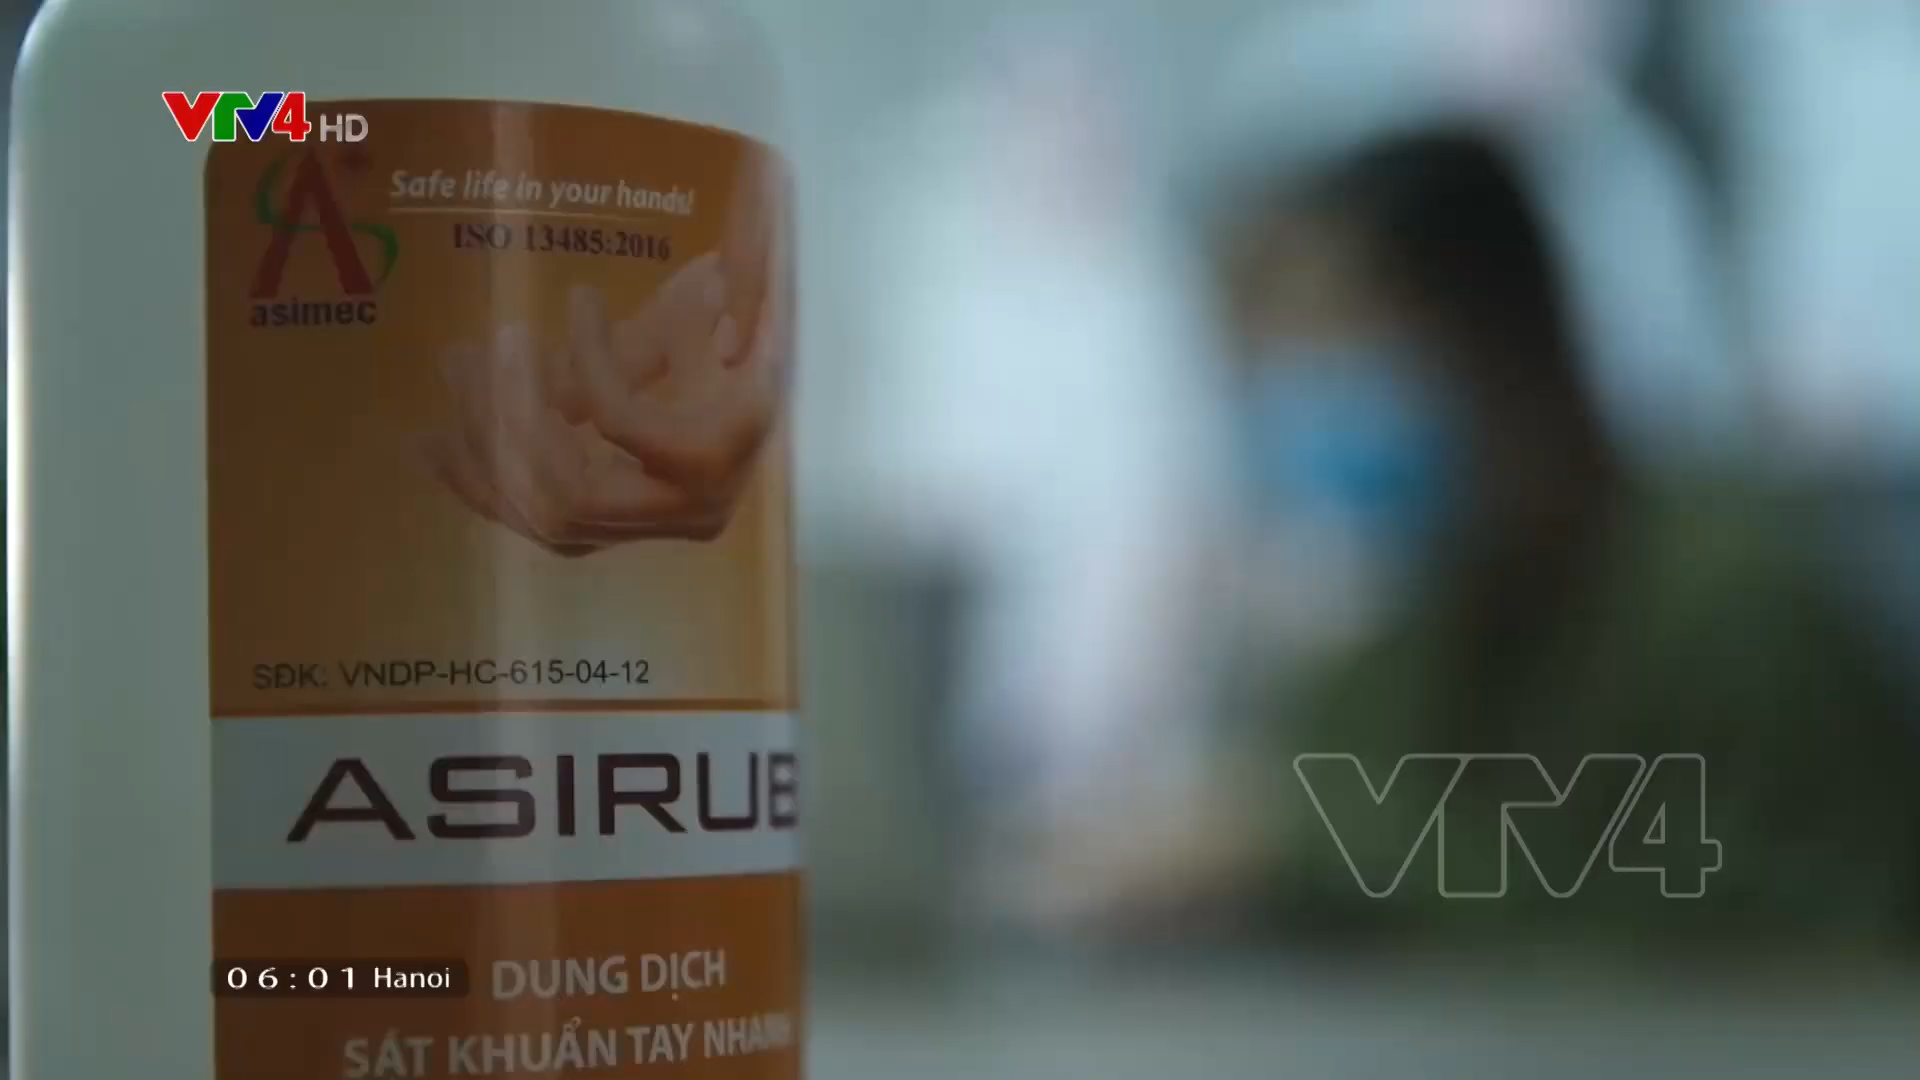 VTV4 HD
Safe life in your hands!
ISO 13485:2016
asimec
SĐK: VNDP-HC-615-04-12
ASIRUB
VTV4
06:01 Hanoi
DUNG DỊCH
SÁT KHUẨN TAY NHANH